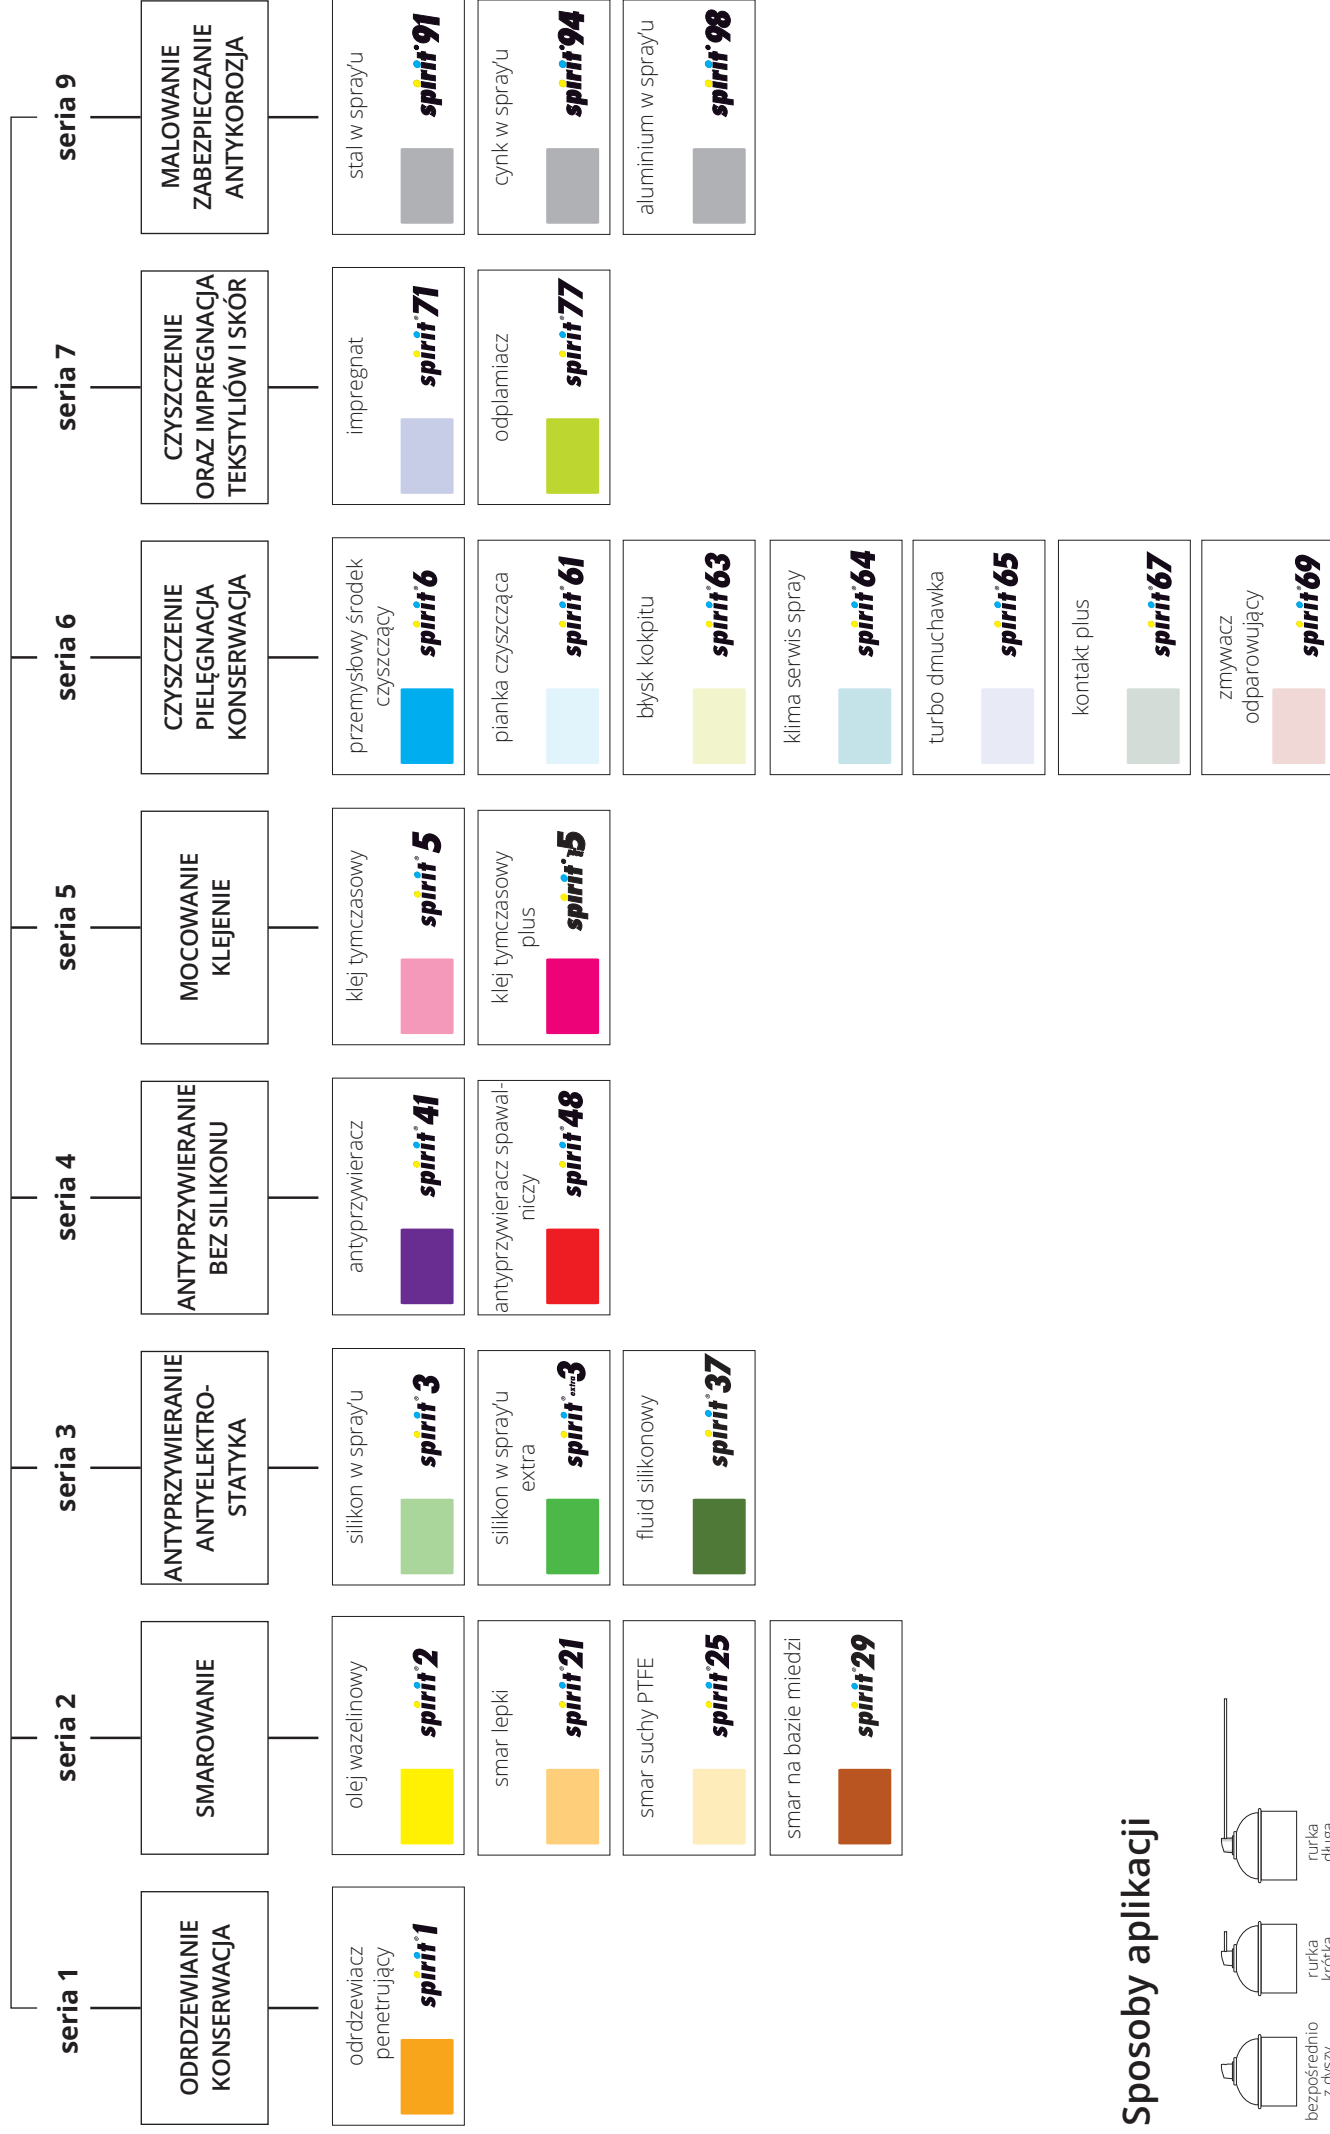 seria 1
ODRDZEWIANIE
KONSERWACJA
odrdzewiacz
penetrujący
spirit® 1
seria 2
SMAROWANIE
olej wazelinowy
spirit® 2
smar lepki
spirit® 21
smar suchy PTFE
spirit® 25
smar na bazie miedzi
spirit® 29
seria 3
ANTYPRZYWIERANIE
ANTYELEKTRO-
STATYKA
silikon w spray'u
spirit® 3
silikon w spray'u
extra
spirit® extra 3
fluid silikonowy
spirit® 37
seria 4
ANTYPRZYWIERANIE
BEZ SILIKONU
antyprzywieracz
spirit® 41
antyprzywieracz spawal-
niczy
spirit® 48
seria 5
MOCOWANIE
KLEJENIE
klej tymczasowy
spirit® 5
klej tymczasowy
plus
spirit® 5
seria 6
CZYSZCZENIE
PIELĘGNACJA
KONSERWACJA
przemysłowy środek
czyszczący
spirit® 6
pianka czyszcząca
spirit® 61
błysk kokpitu
spirit® 63
klima serwis spray
spirit® 64
turbo dmuchawka
spirit® 65
kontakt plus
spirit® 67
zmywacz
odparowujący
spirit® 69
seria 7
CZYSZCZENIE
ORAZ IMPREGNACJA
TEKSTYLIÓW I SKÓR
impregnat
spirit® 71
odplamiacz
spirit® 77
seria 9
MALOWANIE
ZABEZPIECZANIE
ANTYKOROZJA
stal w spray'u
spirit® 91
cynk w spray'u
spirit® 94
aluminium w spray'u
spirit® 98
Sposoby aplikacji
bezpośrednio
z dyszy
rurka
krótka
rurka
długa